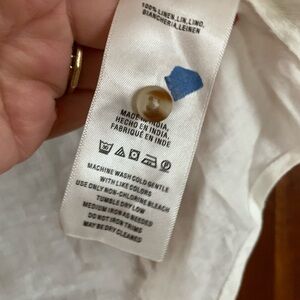 100% LINEN, LIN, LINO,
BIANCHERIA, LEINEN
MADE IN INDIA,
HECHO EN INDIA,
FABRIQUÉ EN INDE
MACHINE WASH COLD GENTLE
WITH LIKE COLORS
USE ONLY NON-CHLORINE BLEACH
TUMBLE DRY LOW
MEDIUM IRON AS NEEDED
DO NOT IRON TRIMS
MAY BE DRY CLEANED